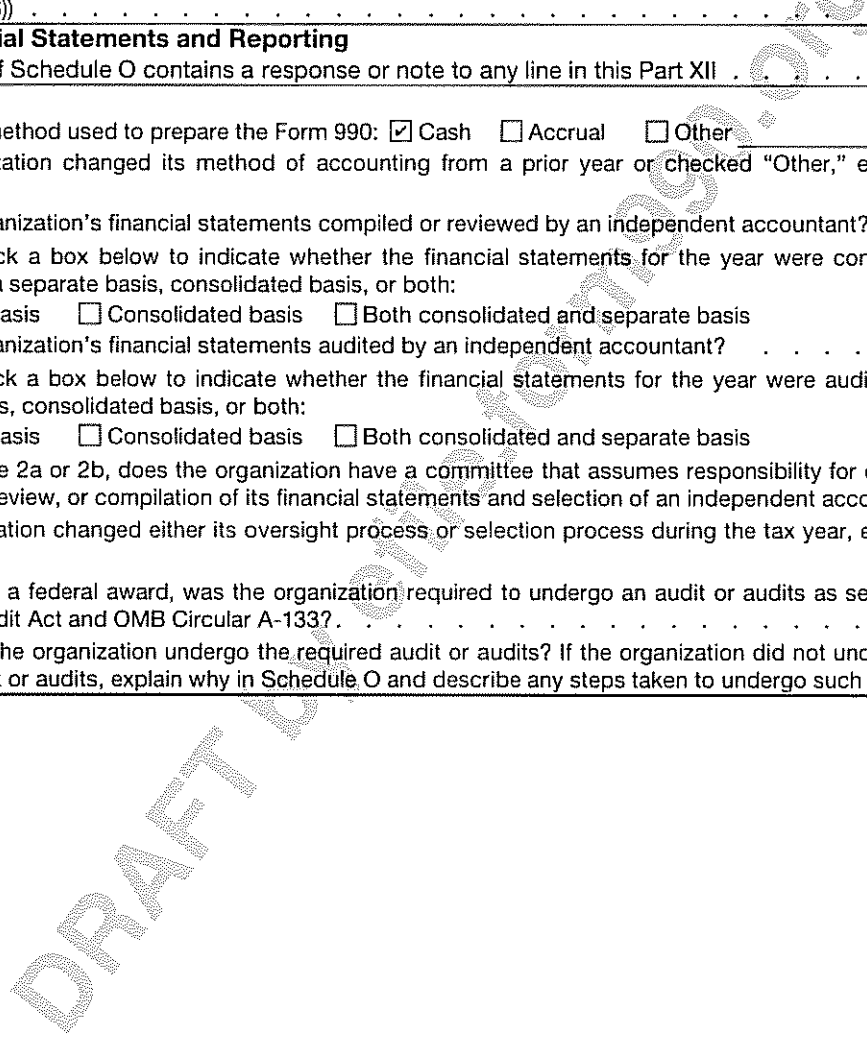 )) . . . . . . . . . . . . . . . . . . . . . . . .
ial Statements and Reporting
f Schedule O contains a response or note to any line in this Part XII . . . . .
ethod used to prepare the Form 990: ☑ Cash ☐ Accrual ☐ Other
ation changed its method of accounting from a prior year or checked "Other," e
anization's financial statements compiled or reviewed by an independent accountant?
ck a box below to indicate whether the financial statements for the year were con
a separate basis, consolidated basis, or both:
asis ☐ Consolidated basis ☐ Both consolidated and separate basis
anization's financial statements audited by an independent accountant? . . . .
ck a box below to indicate whether the financial statements for the year were audi
s, consolidated basis, or both:
asis ☐ Consolidated basis ☐ Both consolidated and separate basis
e 2a or 2b, does the organization have a committee that assumes responsibility for
eview, or compilation of its financial statements and selection of an independent acco
ation changed either its oversight process or selection process during the tax year, e
a federal award, was the organization required to undergo an audit or audits as se
dit Act and OMB Circular A-133? . . . . . . . . . . . . . . . .
he organization undergo the required audit or audits? If the organization did not und
t or audits, explain why in Schedule O and describe any steps taken to undergo such
DRAFT by efile.form990.org